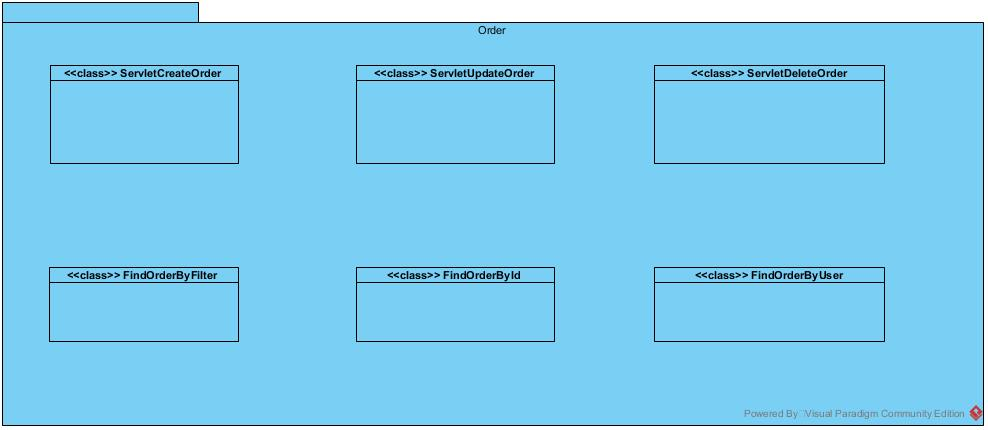 Order
<<class>> ServletCreateOrder
<<class>> ServletUpdateOrder
<<class>> ServletDeleteOrder
<<class>> FindOrderByFilter
<<class>> FindOrderById
<<class>> FindOrderByUser
Powered By Visual Paradigm Community Edition